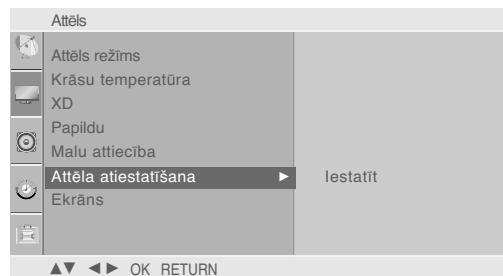 Attēls
Attēls režīms
Krāsu temperatūra
XD
Papildu
Malu attiecība
Attēla atiestatīšana ► Iestatīt
Ekrāns
▲▼ ◄► OK RETURN